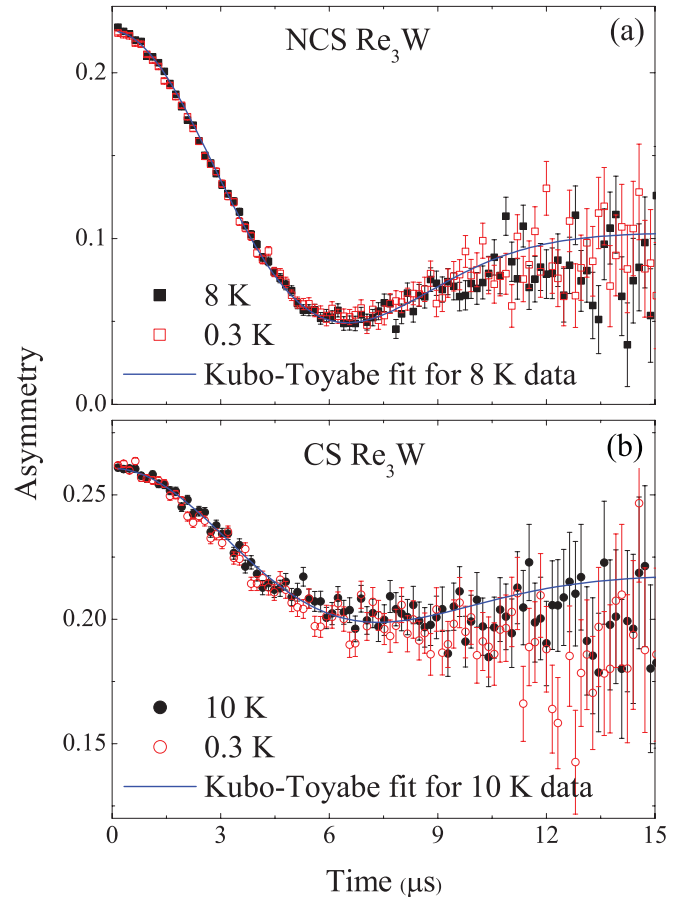 NCS Re₃W
(a)
0.2
0.1
0.0
8 K
0.3 K
Kubo-Toyabe fit for 8 K data
Asymmetry
CS Re₃W
(b)
0.25
0.20
0.15
10 K
0.3 K
Kubo-Toyabe fit for 10 K data
0 3 6 9 12 15
Time (μs)